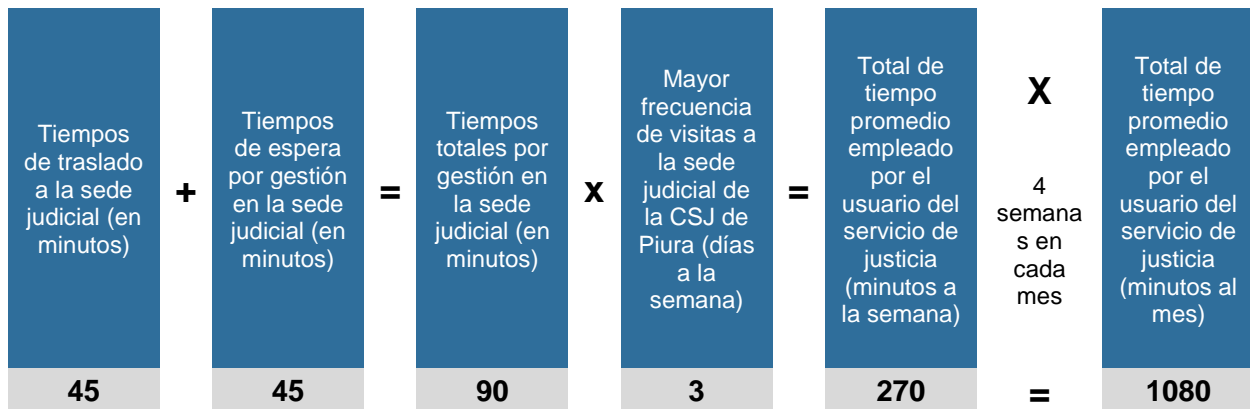 Tiempos
de traslado
a la sede
judicial (en
minutos)
+
Tiempos
de espera
por gestión
en la sede
judicial (en
minutos)
=
Tiempos
totales por
gestión en
la sede
judicial (en
minutos)
x
Mayor
frecuencia
de visitas a
la sede
judicial de
la CSJ de
Piura (días
a la
semana)
=
Total de
tiempo
promedio
empleado
por el
usuario del
servicio de
justicia
(minutos a
la semana)
X
4
semana
s en
cada
mes
Total de
tiempo
promedio
empleado
por el
usuario del
servicio de
justicia
(minutos al
mes)
45
45
90
3
270
=
1080